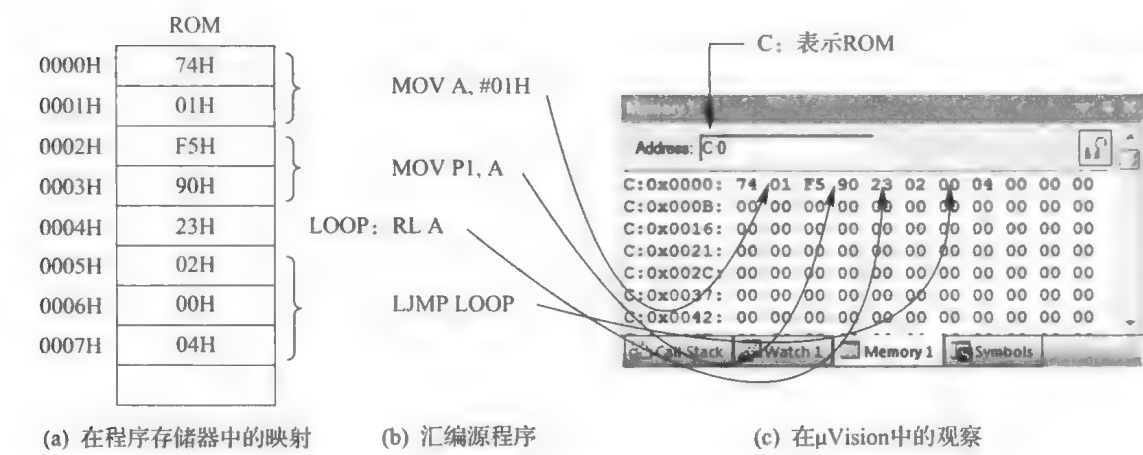 ROM
0000H 74H
0001H 01H
0002H F5H
0003H 90H
0004H 23H
0005H 02H
0006H 00H
0007H 04H
(a) 在程序存储器中的映射
MOV A, #01H
MOV P1, A
LOOP: RL A
LJMP LOOP
(b) 汇编源程序
C: 表示ROM
Address: C:0
C:0x0000: 74 01 F5 90 23 02 00 04 00 00 00
C:0x000B: 00 00 00 00 00 00 00 00 00 00 00
C:0x0016: 00 00 00 00 00 00 00 00 00 00 00
C:0x0021: 00 00 00 00 00 00 00 00 00 00 00
C:0x002C: 00 00 00 00 00 00 00 00 00 00 00
C:0x0037: 00 00 00 00 00 00 00 00 00 00 00
C:0x0042: 00 00 00 00 00 00 00 00 00 00 00
Call Stack Watch 1 Memory 1 Symbols
(c) 在μVision中的观察